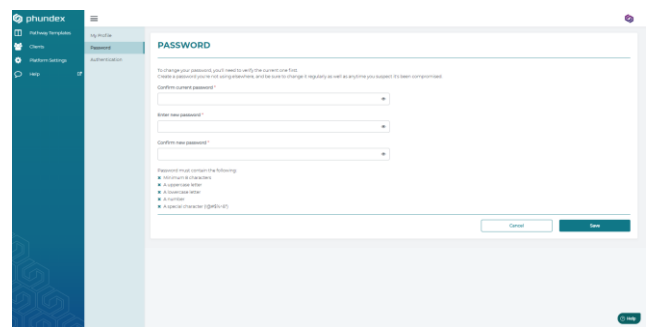 phundex
Pathway Templates
Clients
Platform Settings
Help
My Profile
Password
Authentication
PASSWORD
To change your password, you'll need to verify the current one first.
Create a password you're not using elsewhere, and be sure to change it regularly as well as anytime you suspect it's been compromised.
Confirm current password *
Enter new password *
Confirm new password *
Password must contain the following:
Minimum 8 characters
A uppercase letter
A lowercase letter
A number
A special character
Cancel
Save
Help